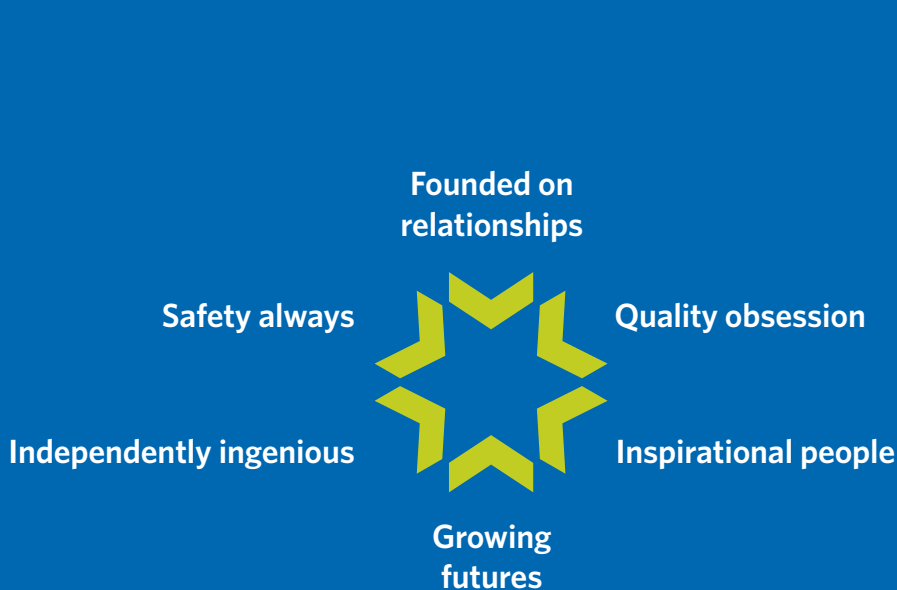 Founded on
relationships
Safety always
Quality obsession
Independently ingenious
Inspirational people
Growing
futures